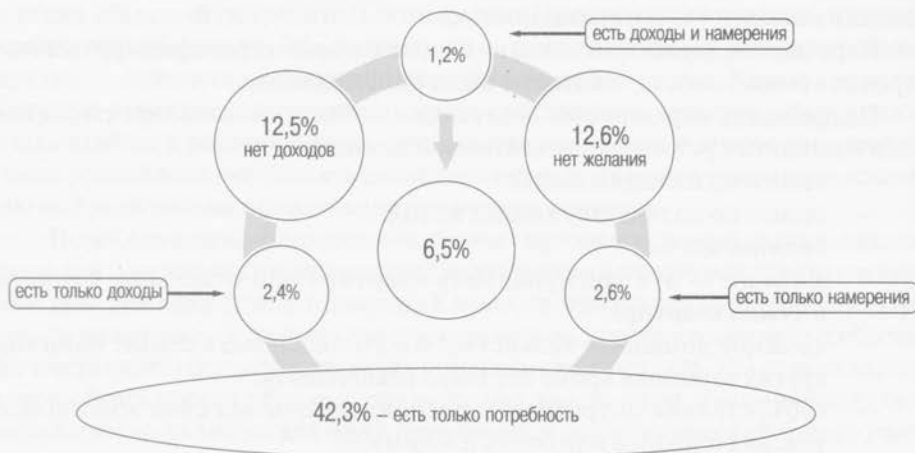 есть доходы и намерения
1,2%
12,5%
нет доходов
12,6%
нет желания
6,5%
есть только доходы
2,4%
2,6%
есть только намерения
42,3% – есть только потребность